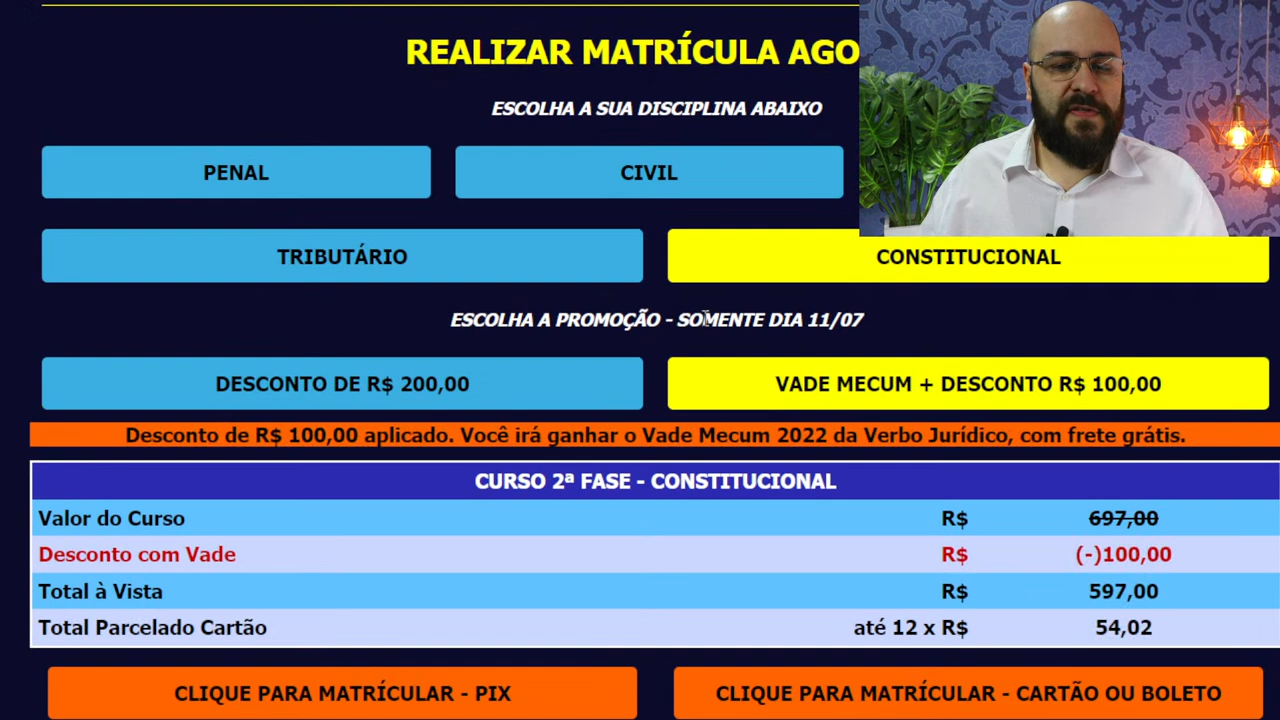 REALIZAR MATRÍCULA AGO
ESCOLHA A SUA DISCIPLINA ABAIXO
PENAL
CIVIL
TRIBUTÁRIO
CONSTITUCIONAL
ESCOLHA A PROMOÇÃO - SOMENTE DIA 11/07
DESCONTO DE R$ 200,00
VADE MECUM + DESCONTO R$ 100,00
Desconto de R$ 100,00 aplicado. Você irá ganhar o Vade Mecum 2022 da Verbo Jurídico, com frete grátis.
CURSO 2ª FASE - CONSTITUCIONAL
Valor do Curso R$ 697,00
Desconto com Vade R$ (-)100,00
Total à Vista R$ 597,00
Total Parcelado Cartão até 12 x R$ 54,02
CLIQUE PARA MATRÍCULAR - PIX
CLIQUE PARA MATRÍCULAR - CARTÃO OU BOLETO